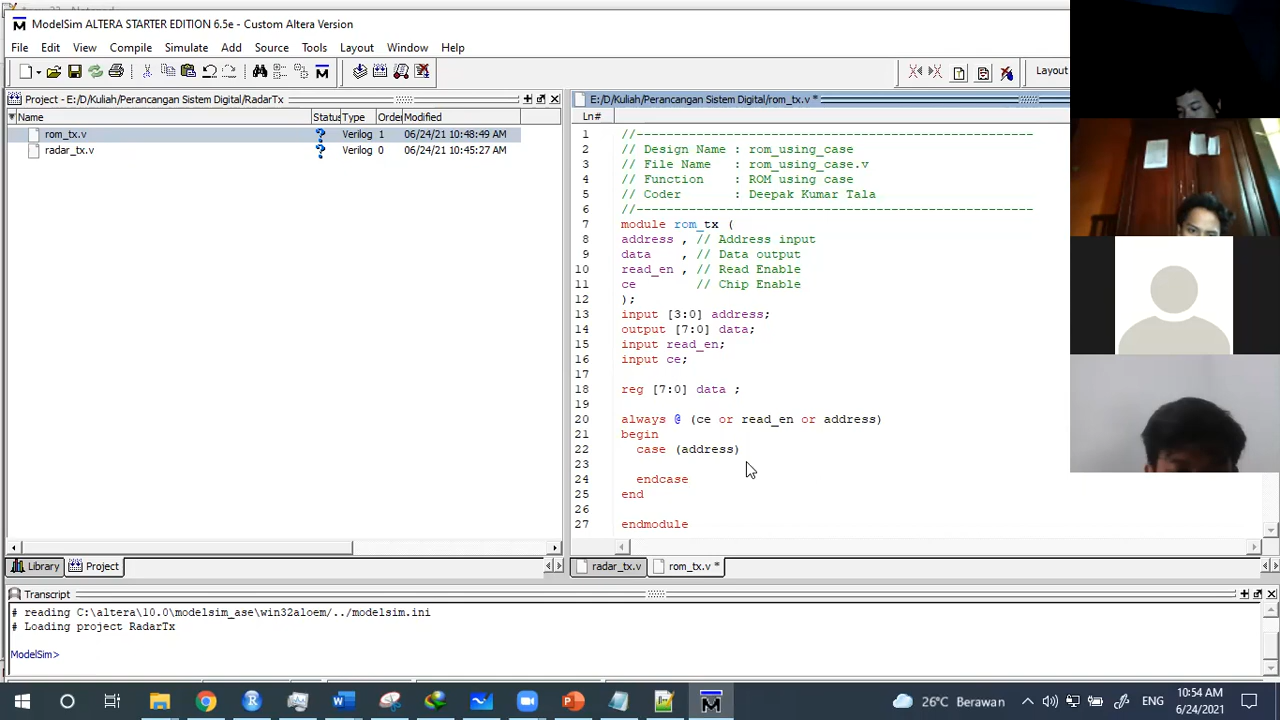 ModelSim ALTERA STARTER EDITION 6.5e - Custom Altera Version
File Edit View Compile Simulate Add Source Tools Layout Window Help
Layout
Project - E:/D/Kuliah/Perancangan Sistem Digital/RadarTx
Name Status Type Order Modified
rom_tx.v Verilog 1 06/24/21 10:48:49 AM
radar_tx.v Verilog 0 06/24/21 10:45:27 AM
Library Project
E:/D/Kuliah/Perancangan Sistem Digital/rom_tx.v *
Ln#
1 //-----------------------------------------------------
2 // Design Name : rom_using_case
3 // File Name : rom_using_case.v
4 // Function : ROM using case
5 // Coder : Deepak Kumar Tala
6 //-----------------------------------------------------
7 module rom_tx (
8 address , // Address input
9 data , // Data output
10 read_en , // Read Enable
11 ce // Chip Enable
12 );
13 input [3:0] address;
14 output [7:0] data;
15 input read_en;
16 input ce;
17
18 reg [7:0] data ;
19
20 always @ (ce or read_en or address)
21 begin
22 case (address)
23
24 endcase
25 end
26
27 endmodule
radar_tx.v rom_tx.v *
Transcript
# reading C:\altera\10.0\modelsim_ase\win32aloem/../modelsim.ini
# Loading project RadarTx
ModelSim>
26°C Berawan ENG 10:54 AM
6/24/2021